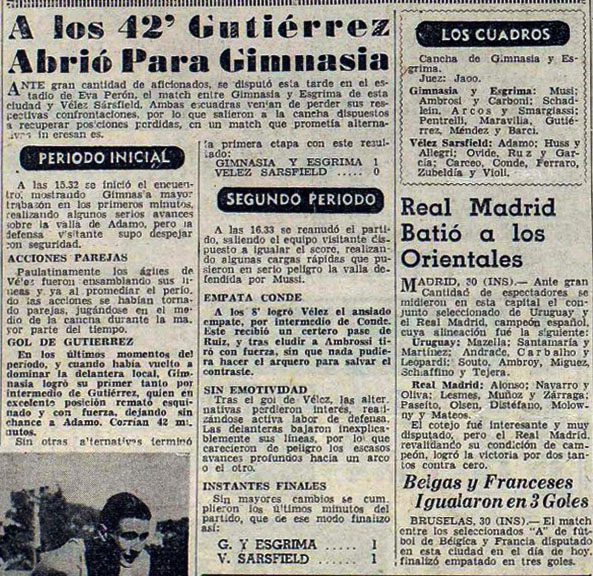 A los 42' Gutiérrez
Abrió Para Gimnasia
ANTE gran cantidad de aficionados, se disputó esta tarde en el es-
tadio de Eva Perón, el match entre Gimnasia y Esgrima de esta
ciudad y Vélez Sársfield. Ambas escuadras venían de perder sus res-
pectivas confrontaciones, por lo que salieron a la cancha dispuestos
a recuperar posiciones perdidas, en un match que prometía alterna-
tivas in eresan es.
PERIODO INICIAL
A las 15.32 se inició el encuen-
tro, mostrando Gimnas'a mayor
trabazón en los primeros minutos,
realizando algunos serios avances
sobre la valla de Adamo, pero la
defensa visitante supo despejar
con seguridad.
ACCIONES PAREJAS
Paulatinamente los ágiles de
Vélez fueron ensamblando sus lí-
neas y ya al promediar el perío-
do las acciones se habían torna-
do parejas, jugándose en el me-
dio de la cancha durante la ma-
yor parte del tiempo.
GOL DE GUTIERREZ
En los últimos momentos del
período, y cuando había vuelto a
dominar la delantera local, Gim-
nasia logró su primer tanto por
intermedio de Gutiérrez, quien en
excelente posición remató esqui-
nado y con fuerza, dejando sin
chance a Adamo. Corrían 42 mi-
nutos.
Sin otras alternativas terminó
la primera etapa con este resul-
tado:
GIMNASIA Y ESGRIMA 1
VELEZ SARSFIELD ..... 0
SEGUNDO PERIODO
A las 16.33 se reanudó el parti-
do, saliendo el equipo visitante dis-
puesto a igualar el score, realizan-
do algunas cargas rápidas que pu-
sieron en serio peligro la valla de-
fendida por Mussi.
EMPATA CONDE
A los 8' logró Vélez el ansiado
empate, por intermedio de Conde.
Este recibió un certero pase de
Ruiz, y tras eludir a Ambrossi ti-
ró con fuerza, sin que nada pudie-
ra hacer el arquero para salvar el
contraste.
SIN EMOTIVIDAD
Tras el gol de Vélez, las alter.
nativas perdieron interés, reali-
zándose activa labor de defensa.
Las delanteras bajaron inexplica-
blemente sus líneas, por lo que
carecieron de peligro los escasos
avances profundos hacia un arco
o el otro.
INSTANTES FINALES
Sin mayores cambios se cum
plieron los últimos minutos del
partido, que de ese modo finalizó
así:
G. Y ESGRIMA ..... 1
V. SARSFIELD ..... 1
LOS CUADROS
Cancha de Gimnasia y Es-
grima.
Juez: Jaoo.
Gimnasia y Esgrima: Musi;
Ambrosi y Carboni; Schad-
lein, Arcos y Smargiassi;
Pentrelli, Maravilla, Gutié-
rrez, Méndez y Barci.
Vélez Sarsfield: Adamo; Huss y
Allegri; Ovide, Ruz y Gar-
cía; Carceo, Conde, Ferraro,
Zubeldía y Violi.
Real Madrid
Batió a los
Orientales
MADRID, 30 (INS).— Ante gran
Cantidad de espectadores se
midieron en esta capital el con-
junto seleccionado de Uruguay y
el Real Madrid, campeón español,
cuya alineación fué la siguiente:
Uruguay: Mazella; Santamaría y
Martínez; Andrade, Carbalho y
Leopardi; Souto, Ambroy, Miguez,
Schiaffino y Tejera.
Real Madrid: Alonso; Navarro y
Oliva; Lesmes, Muñoz y Zárraga;
Paseito, Olsen, Distéfano, Molow-
ny y Mateos.
El cotejo fué interesante y muy
disputado, pero el Real Madrid,
revalidando su condición de cam-
peón, logró la victoria por dos tan-
tos contra cero.
Belgas y Franceses
Igualaron en 3 Goles
BRUSELAS, 30 (INS).— El match
entre los seleccionados "A" de fút-
bol de Bélgica y Francia disputado
en esta ciudad en el día de hoy,
finalizó empatado en tres goles.